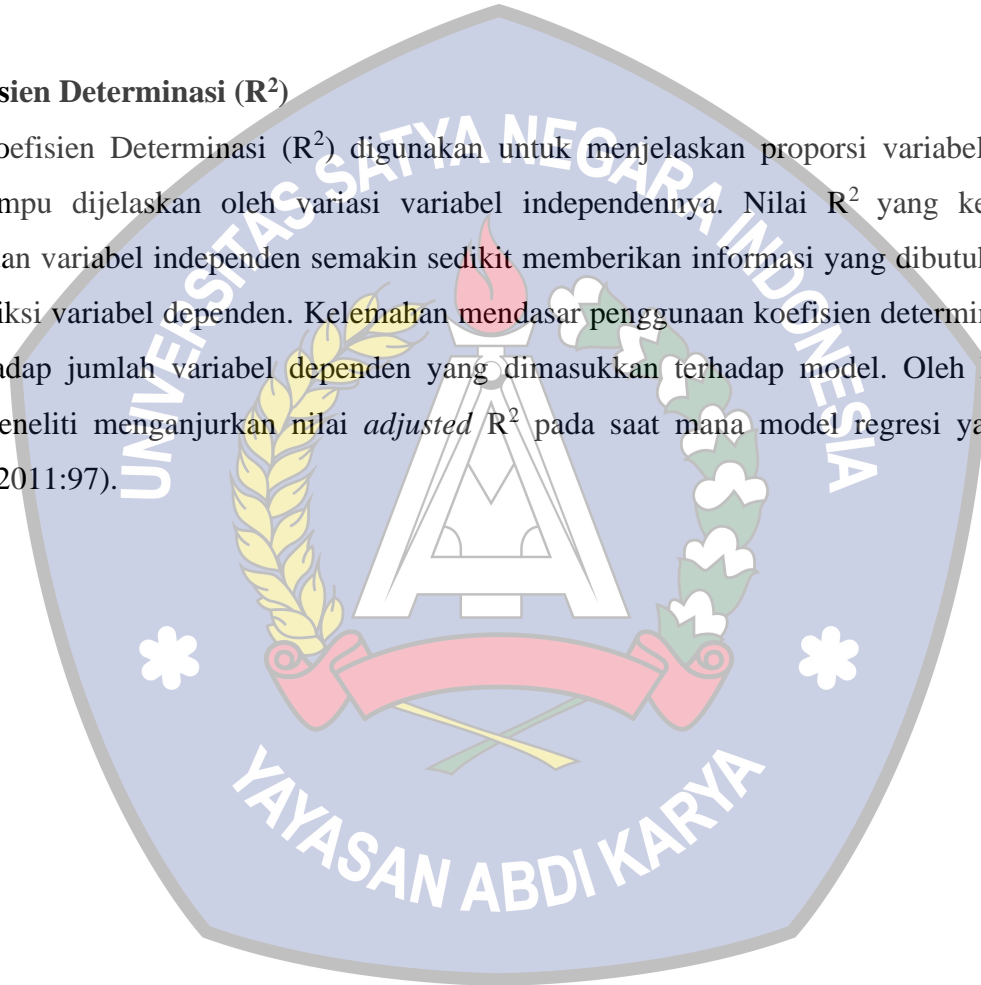 sien Determinasi (R²)
oefisien Determinasi (R²) digunakan untuk menjelaskan proporsi variabel
mpu dijelaskan oleh variasi variabel independennya. Nilai R² yang ke
an variabel independen semakin sedikit memberikan informasi yang dibutuk
iksi variabel dependen. Kelemahan mendasar penggunaan koefisien determin
adap jumlah variabel dependen yang dimasukkan terhadap model. Oleh
eneliti menganjurkan nilai adjusted R² pada saat mana model regresi ya
2011:97).
UNIVERSITAS SATYA NEGARA INDONESIA
YAYASAN ABDI KARYA